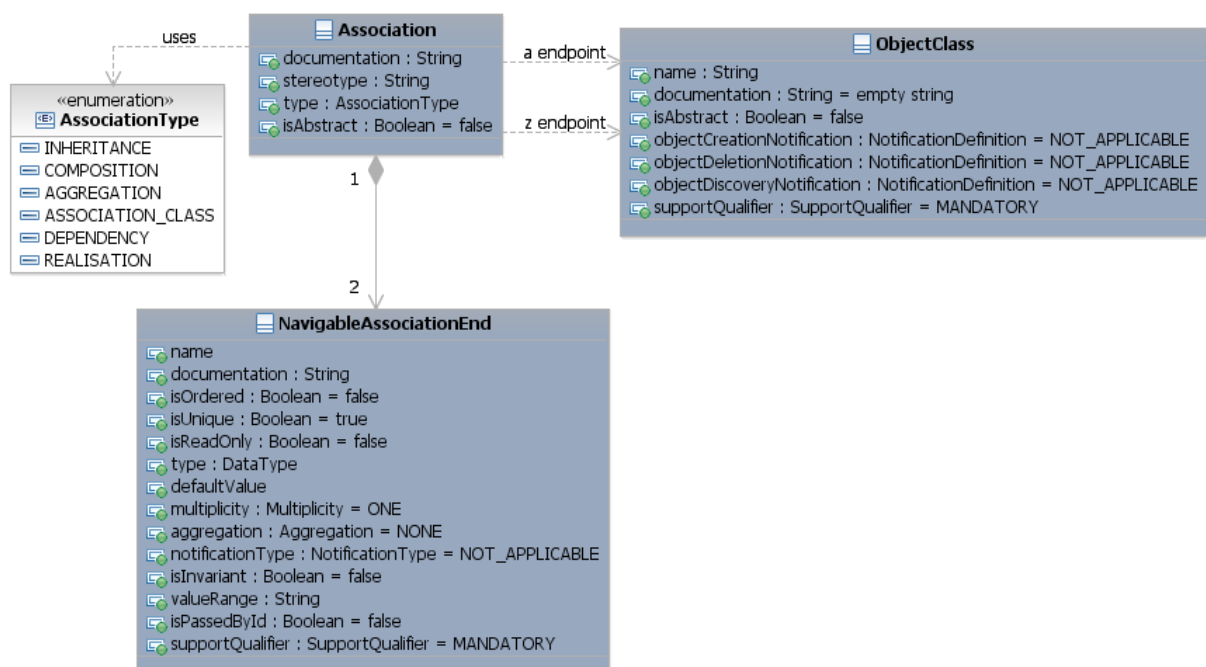 uses
Association
documentation : String
stereotype : String
type : AssociationType
isAbstract : Boolean = false
a endpoint
z endpoint
ObjectClass
name : String
documentation : String = empty string
isAbstract : Boolean = false
objectCreationNotification : NotificationDefinition = NOT_APPLICABLE
objectDeletionNotification : NotificationDefinition = NOT_APPLICABLE
objectDiscoveryNotification : NotificationDefinition = NOT_APPLICABLE
supportQualifier : SupportQualifier = MANDATORY
«enumeration»
<E> AssociationType
INHERITANCE
COMPOSITION
AGGREGATION
ASSOCIATION_CLASS
DEPENDENCY
REALISATION
1
2
NavigableAssociationEnd
name
documentation : String
isOrdered : Boolean = false
isUnique : Boolean = true
isReadOnly : Boolean = false
type : DataType
defaultValue
multiplicity : Multiplicity = ONE
aggregation : Aggregation = NONE
notificationType : NotificationType = NOT_APPLICABLE
isInvariant : Boolean = false
valueRange : String
isPassedById : Boolean = false
supportQualifier : SupportQualifier = MANDATORY